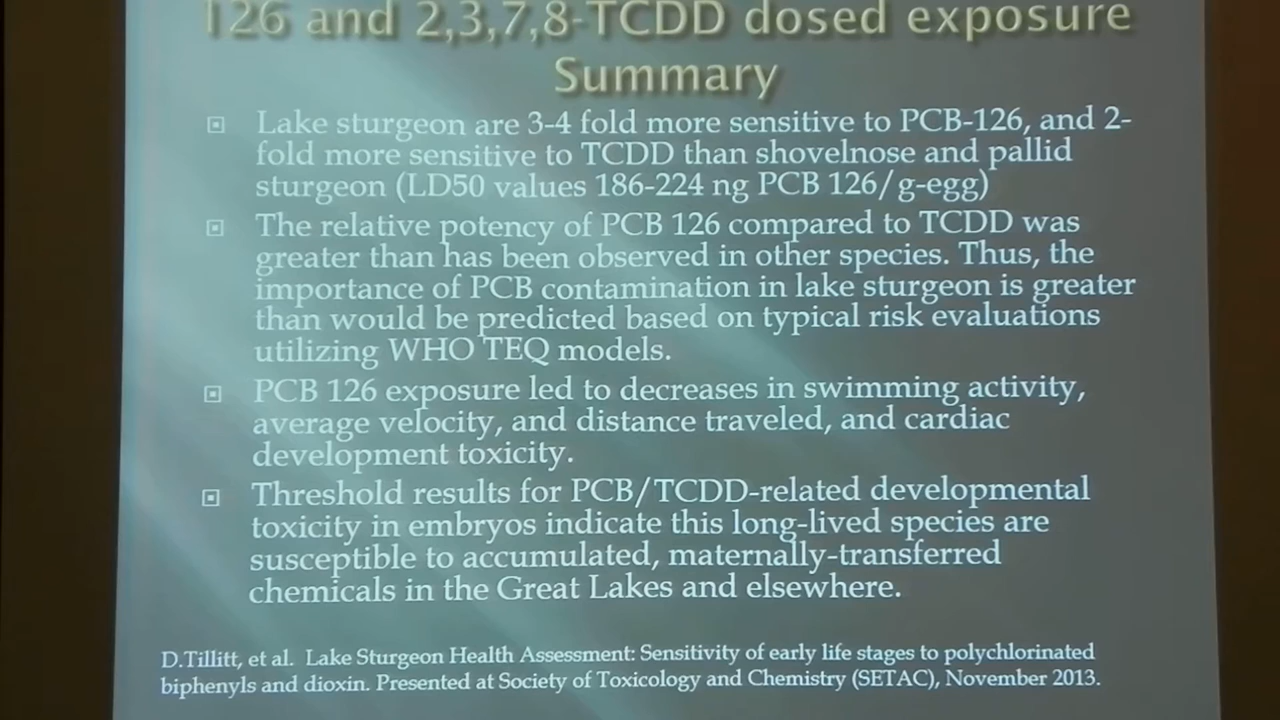 126 and 2,3,7,8-TCDD dosed exposure
Summary
Lake sturgeon are 3-4 fold more sensitive to PCB-126, and 2-
fold more sensitive to TCDD than shovelnose and pallid
sturgeon (LD50 values 186-224 ng PCB 126/g-egg)
The relative potency of PCB 126 compared to TCDD was
greater than has been observed in other species. Thus, the
importance of PCB contamination in lake sturgeon is greater
than would be predicted based on typical risk evaluations
utilizing WHO TEQ models.
PCB 126 exposure led to decreases in swimming activity,
average velocity, and distance traveled, and cardiac
development toxicity.
Threshold results for PCB/TCDD-related developmental
toxicity in embryos indicate this long-lived species are
susceptible to accumulated, maternally-transferred
chemicals in the Great Lakes and elsewhere.
D.Tillitt, et al. Lake Sturgeon Health Assessment: Sensitivity of early life stages to polychlorinated
biphenyls and dioxin. Presented at Society of Toxicology and Chemistry (SETAC), November 2013.